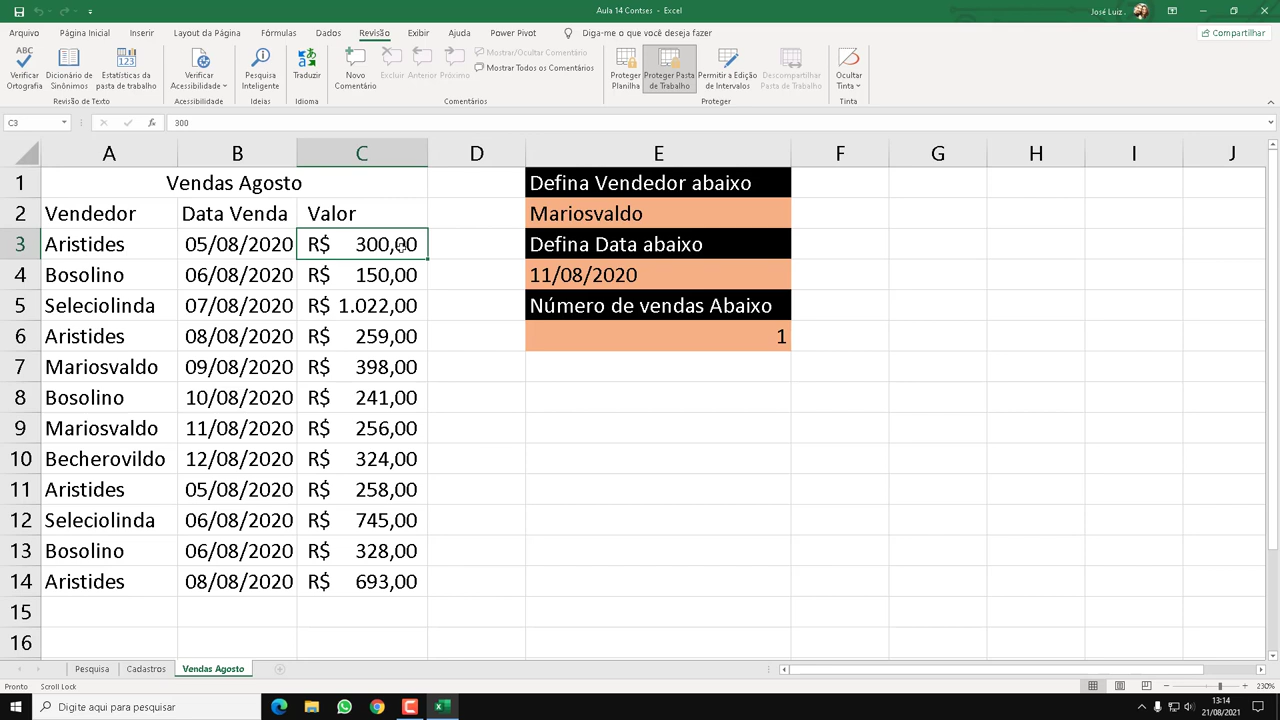 Aula 14 Contses - Excel
José Luiz
Arquivo Página Inicial Inserir Layout da Página Fórmulas Dados Revisão Exibir Ajuda Power Pivot Diga-me o que você deseja fazer Compartilhar
ABC
Verificar Ortografia
Dicionário de Sinônimos
Estatísticas da pasta de trabalho
Verificar Acessibilidade
Pesquisa Inteligente
Traduzir
Novo Comentário
Excluir Anterior Próximo
Mostrar/Ocultar Comentário
Mostrar Todos os Comentários
Proteger Planilha
Proteger Pasta de Trabalho
Permitir a Edição de Intervalos
Descompartilhar Pasta de Trabalho
Ocultar Tinta
Revisão de Texto Acessibilidade Ideias Idioma Comentários Proteger Tinta
C3 fx 300
A B C D E F G H I J
1 Vendas Agosto Defina Vendedor abaixo
2 Vendedor Data Venda Valor Mariosvaldo
3 Aristides 05/08/2020 R$ 300,00 Defina Data abaixo
4 Bosolino 06/08/2020 R$ 150,00 11/08/2020
5 Seleciolinda 07/08/2020 R$ 1.022,00 Número de vendas Abaixo
6 Aristides 08/08/2020 R$ 259,00 1
7 Mariosvaldo 09/08/2020 R$ 398,00
8 Bosolino 10/08/2020 R$ 241,00
9 Mariosvaldo 11/08/2020 R$ 256,00
10 Becherovildo 12/08/2020 R$ 324,00
11 Aristides 05/08/2020 R$ 258,00
12 Seleciolinda 06/08/2020 R$ 745,00
13 Bosolino 06/08/2020 R$ 328,00
14 Aristides 08/08/2020 R$ 693,00
15
16
Pesquisa Cadastros Vendas Agosto
Pronto Scroll Lock 230%
Digite aqui para pesquisar
13:14
21/08/2021